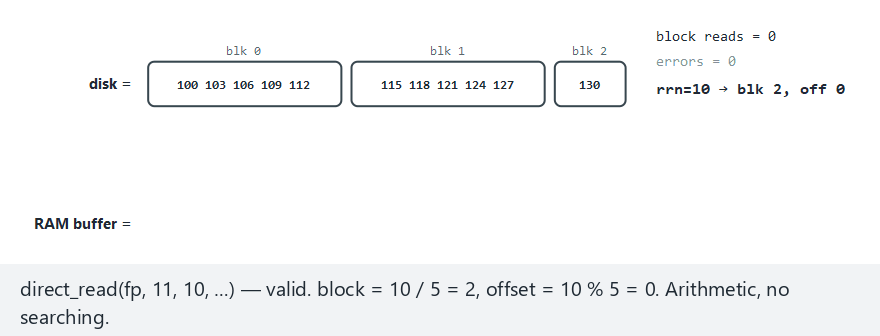 blk 0 blk 1 blk 2
block reads = 0
errors = 0
disk = 100 103 106 109 112 115 118 121 124 127 130
rrn=10 → blk 2, off 0
RAM buffer =
direct_read(fp, 11, 10, ...) — valid. block = 10 / 5 = 2, offset = 10 % 5 = 0. Arithmetic, no
searching.